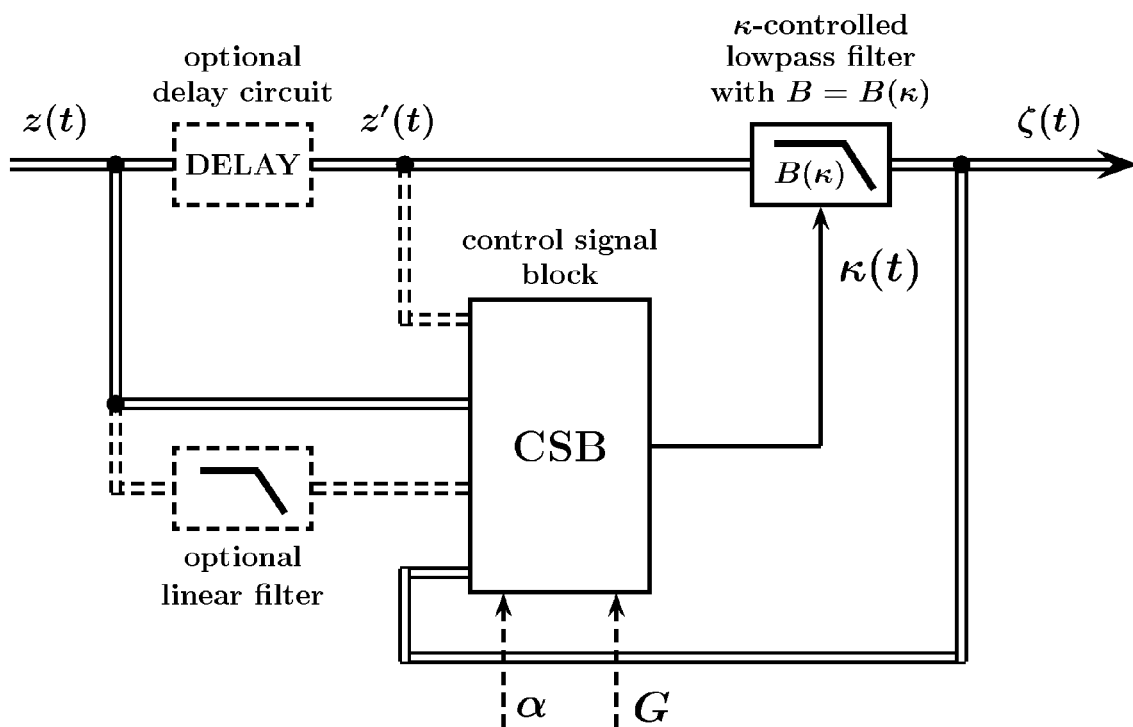 optional
delay circuit
κ-controlled
lowpass filter
with B = B(κ)
z(t)
z′(t)
ζ(t)
DELAY
B(κ)
control signal
block
κ(t)
CSB
optional
linear filter
α
G